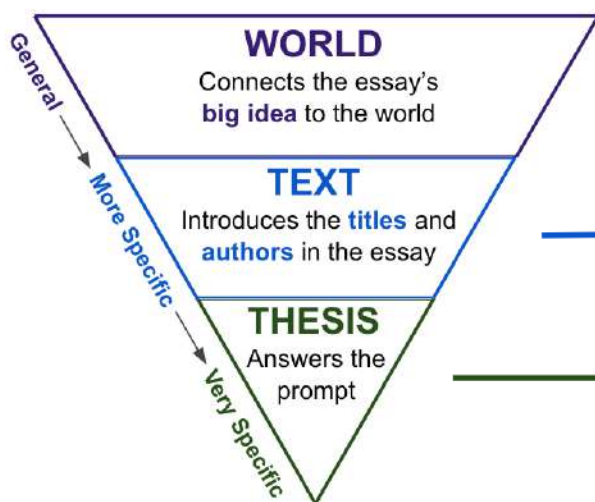 WORLD
Connects the essay's
big idea to the world
TEXT
Introduces the titles and
authors in the essay
THESIS
Answers the
prompt
General
More Specific
Very Specific